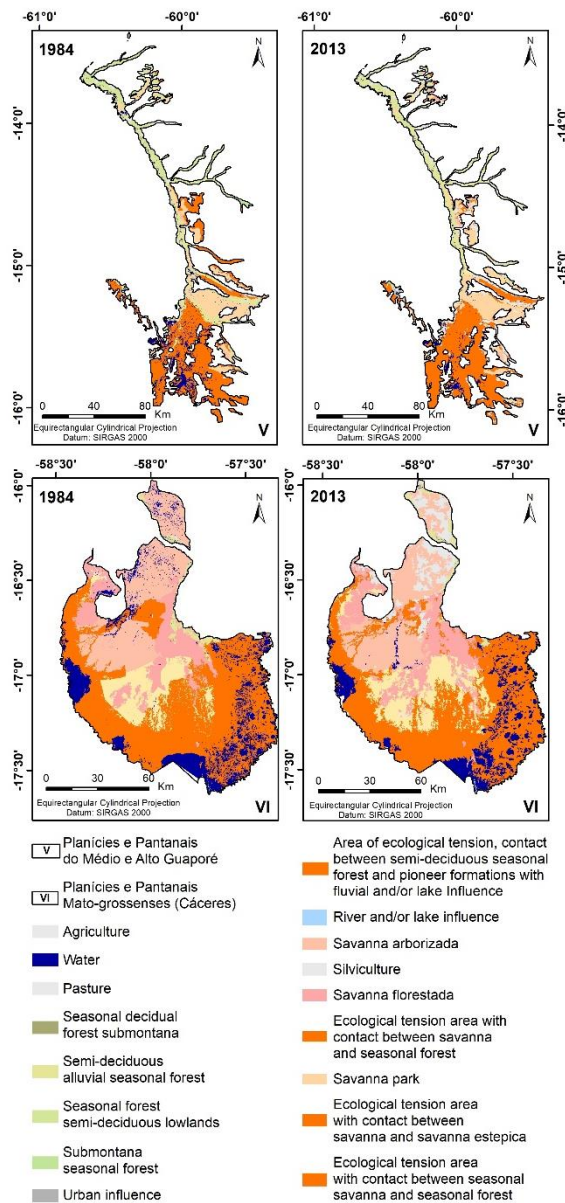 -61°0' -60°0' -61°0' -60°0'
1984 N 2013 N
-14°0' -14°0'
-15°0' -15°0'
-16°0' -16°0'
0 40 80 0 40 80
Km Km
Equirectangular Cylindrical Projection Equirectangular Cylindrical Projection
Datum: SIRGAS 2000 V Datum: SIRGAS 2000 V
-58°30' -58°0' -57°30' -58°30' -58°0' -57°30'
1984 N 2013 N
-16°0' -16°0'
-16°30' -16°30'
-17°0' -17°0'
-17°30' -17°30'
0 30 60 0 30 60
Km Km
Equirectangular Cylindrical Projection Equirectangular Cylindrical Projection
Datum: SIRGAS 2000 VI Datum: SIRGAS 2000 VI
V Planícies e Pantanais
do Médio e Alto Guaporé
VI Planícies e Pantanais
Mato-grossenses (Cáceres)
Agriculture
Water
Pasture
Seasonal decidual
forest submontana
Semi-deciduous
alluvial seasonal forest
Seasonal forest
semi-deciduous lowlands
Submontana
seasonal forest
Urban influence
Area of ecological tension, contact
between semi-deciduous seasonal
forest and pioneer formations with
fluvial and/or lake Influence
River and/or lake influence
Savanna arborizada
Silviculture
Savanna florestada
Ecological tension area with
contact between savanna
and seasonal forest
Savanna park
Ecological tension area
with contact between
savanna and savanna estepica
Ecological tension area
with contact between seasonal
savanna and seasonal forest